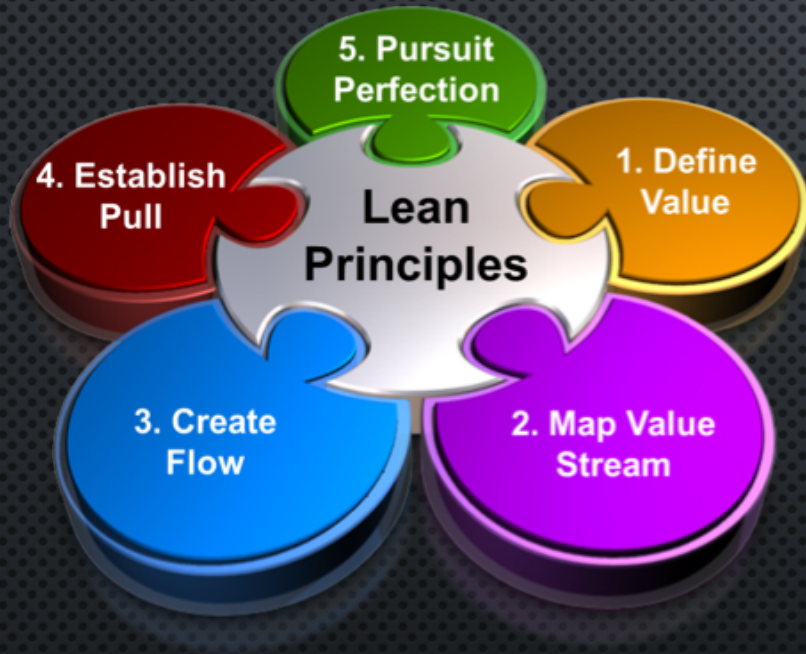 Lean
Principles
1. Define
Value
2. Map Value
Stream
3. Create
Flow
4. Establish
Pull
5. Pursuit
Perfection